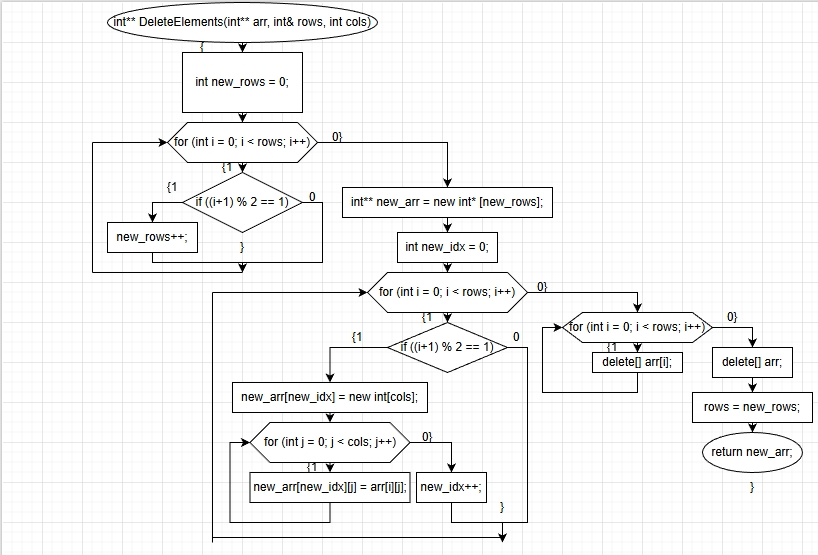 int** DeleteElements(int** arr, int& rows, int cols)
{
int new_rows = 0;
for (int i = 0; i < rows; i++)
0}
{1
{1
if ((i+1) % 2 == 1)
0
new_rows++;
}
int** new_arr = new int* [new_rows];
int new_idx = 0;
for (int i = 0; i < rows; i++)
0}
{1
{1
if ((i+1) % 2 == 1)
0
new_arr[new_idx] = new int[cols];
for (int j = 0; j < cols; j++)
0}
{1
new_arr[new_idx][j] = arr[i][j];
new_idx++;
}
for (int i = 0; i < rows; i++)
0}
{1
delete[] arr[i];
delete[] arr;
rows = new_rows;
return new_arr;
}